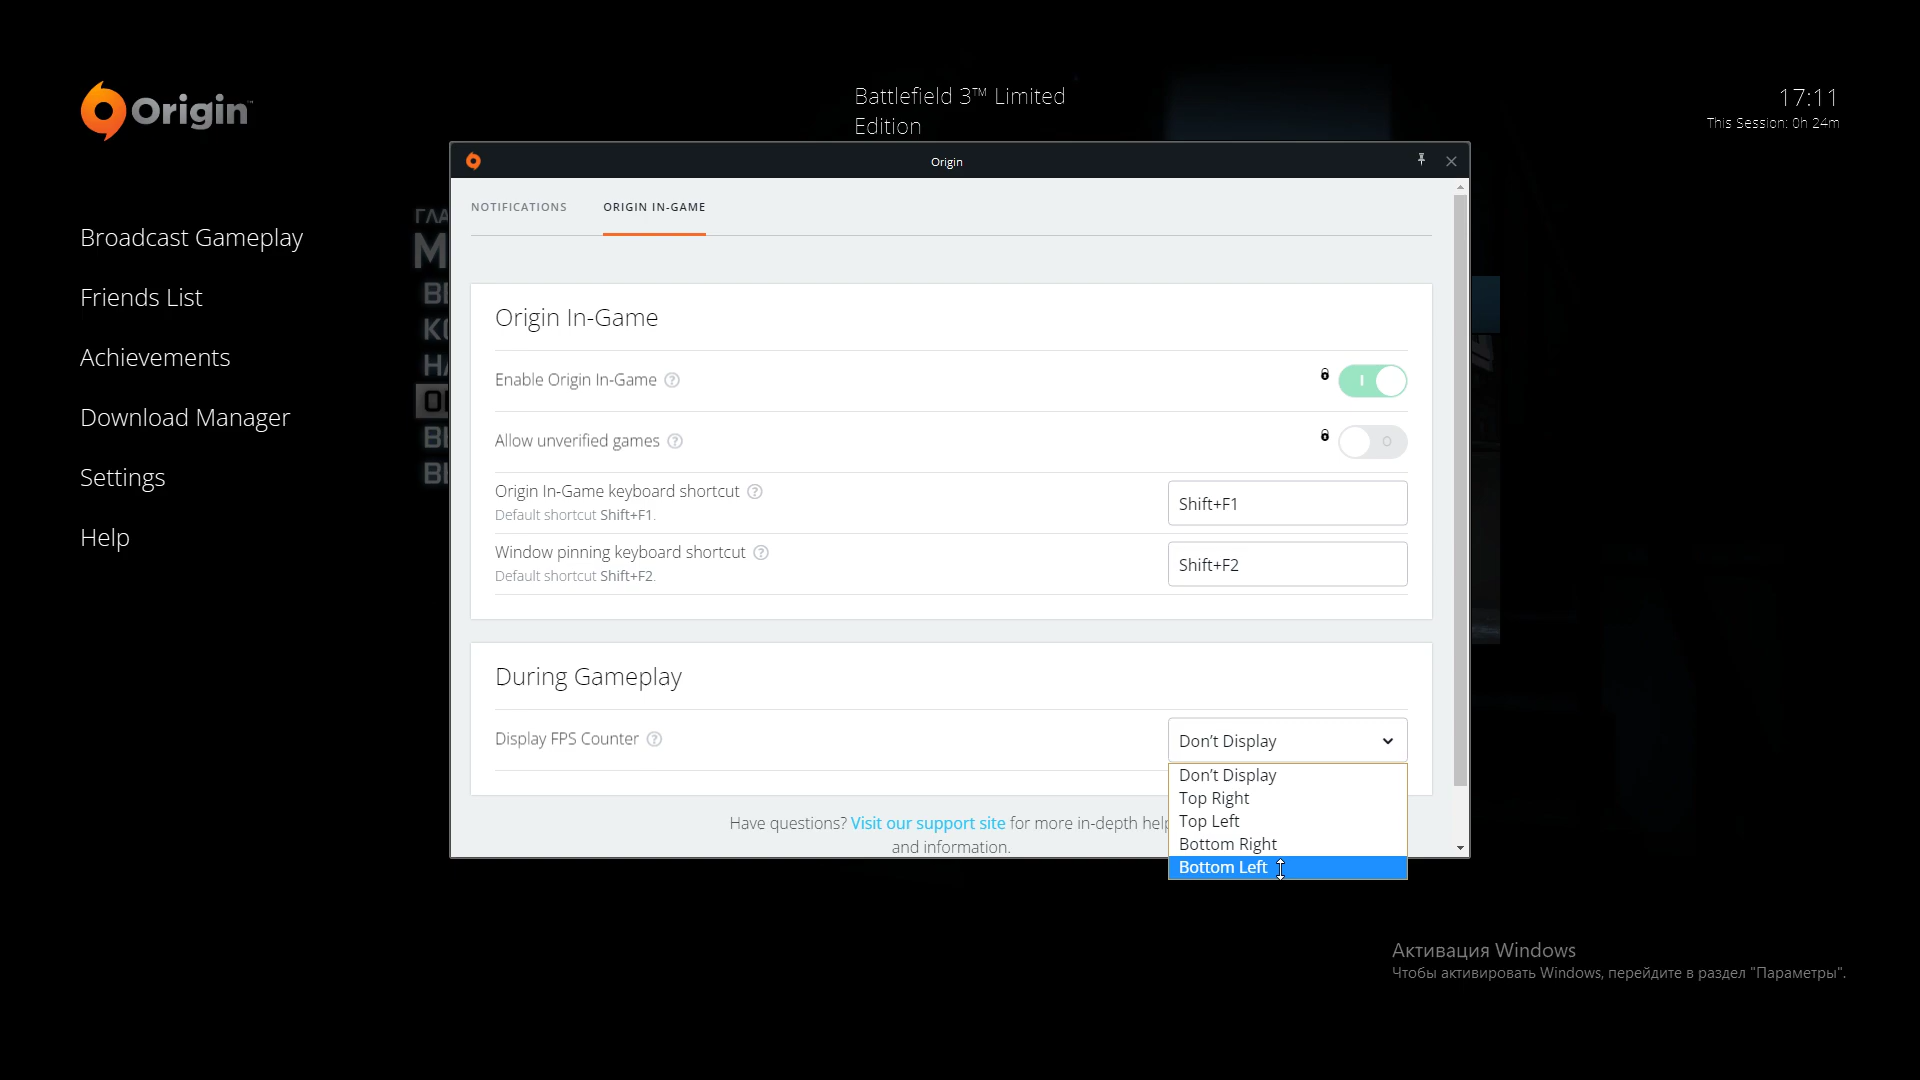 Origin™
Battlefield 3™ Limited
Edition
17:11
This Session: 0h 24m
Broadcast Gameplay
Friends List
Achievements
Download Manager
Settings
Help
Origin
NOTIFICATIONS
ORIGIN IN-GAME
Origin In-Game
Enable Origin In-Game
Allow unverified games
Origin In-Game keyboard shortcut
Default shortcut Shift+F1.
Shift+F1
Window pinning keyboard shortcut
Default shortcut Shift+F2.
Shift+F2
During Gameplay
Display FPS Counter
Don't Display
Don't Display
Top Right
Top Left
Bottom Right
Bottom Left
Have questions? Visit our support site for more in-depth help
and information.
Активация Windows
Чтобы активировать Windows, перейдите в раздел "Параметры".